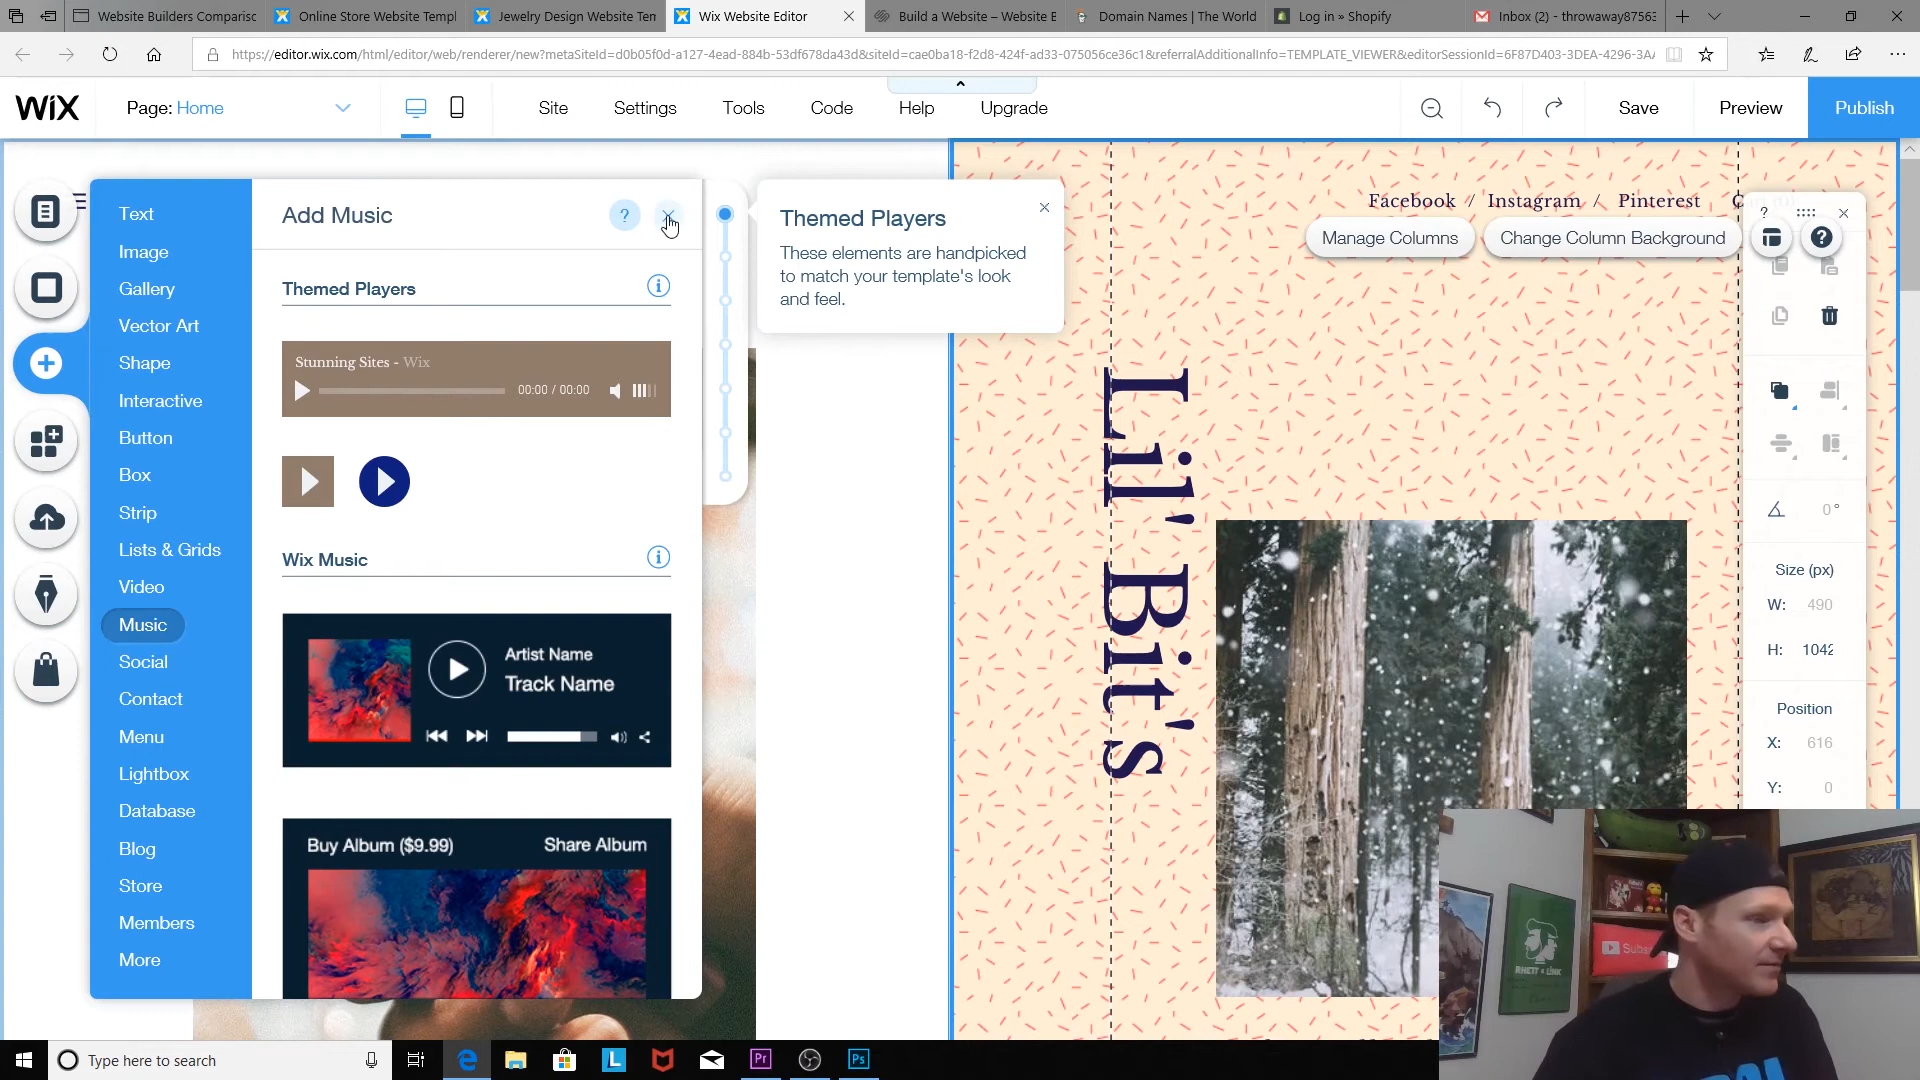 Website Builders Compariso
Online Store Website Templ
Jewelry Design Website Tem
Wix Website Editor
Build a Website – Website B
Domain Names | The World
Log in » Shopify
Inbox (2) - throwaway87563
https://editor.wix.com/html/editor/web/renderer/new?metaSiteId=d0b05f0d-a127-4ead-884b-53df678da43d&siteId=cae0ba18-f2d8-424f-ad33-075056ce36c1&referralAdditionalInfo=TEMPLATE_VIEWER&editorSessionId=6F87D403-3DEA-4296-3A
WiX
Page: Home
Site
Settings
Tools
Code
Help
Upgrade
Save
Preview
Publish
Text
Image
Gallery
Vector Art
Shape
Interactive
Button
Box
Strip
Lists & Grids
Video
Music
Social
Contact
Menu
Lightbox
Database
Blog
Store
Members
More
Add Music
?
Themed Players
Stunning Sites - Wix
00:00 / 00:00
Wix Music
Artist Name
Track Name
Buy Album ($9.99)
Share Album
Themed Players
These elements are handpicked
to match your template's look
and feel.
Facebook / Instagram / Pinterest
Manage Columns
Change Column Background
?
?
Lil' Bit's
0°
Size (px)
W: 490
H: 1042
Position
X: 616
Y: 0
RHETT & LINK
Subs
Type here to search
L
Pr
Ps